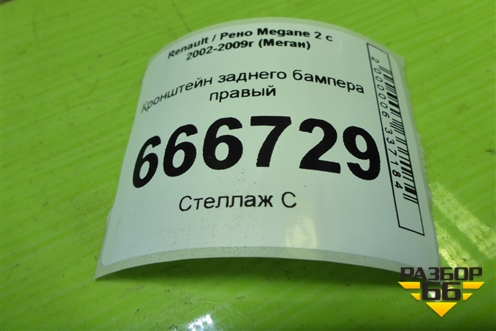 Renault / Рено Megane 2 с
2002-2009г (Меган)
Кронштейн заднего бампера
правый
666729
Стеллаж С
2000006337184
РАЗБОР
66